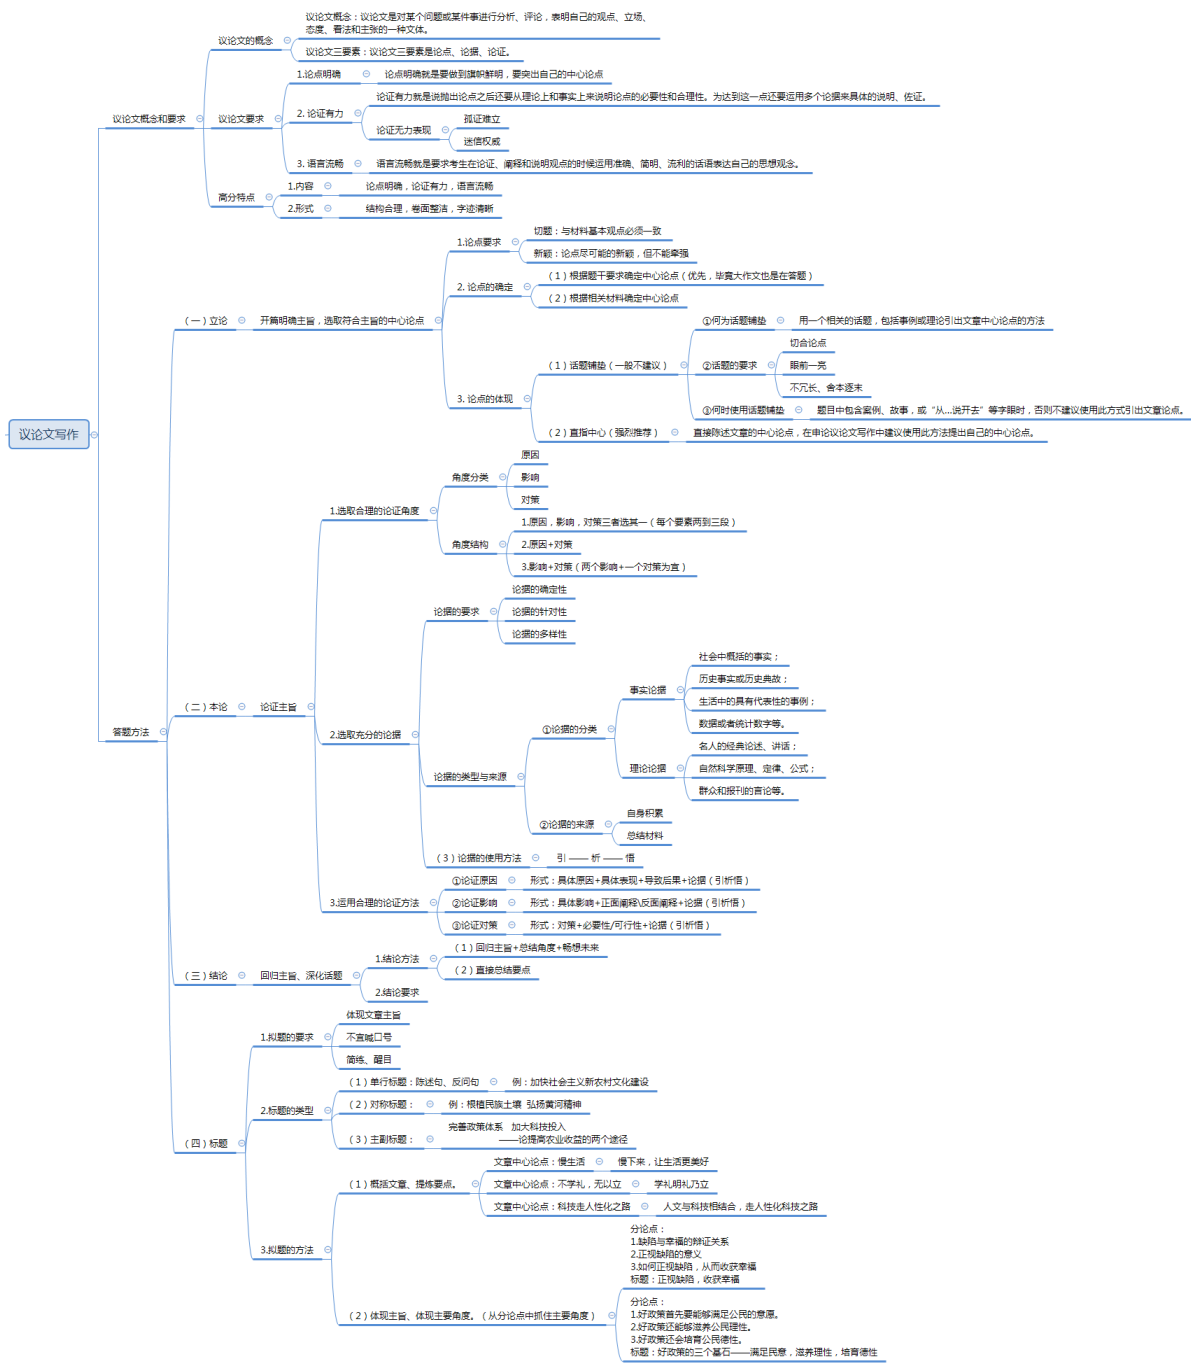 议论文写作
议论文概念和要求
议论文的概念
议论文概念：议论文是对某个问题或某件事进行分析、评论，表明自己的观点、立场、
态度、看法和主张的一种文体。
议论文三要素：议论文三要素是论点、论据、论证。
议论文要求
1.论点明确
论点明确就是要做到旗帜鲜明，要突出自己的中心论点
2. 论证有力
论证有力就是说抛出论点之后还要从理论上和事实上来说明论点的必要性和合理性。为达到这一点还要运用多个论据来具体的说明、佐证。
论证无力表现
孤证难立
迷信权威
3. 语言流畅
语言流畅就是要求考生在论证、阐释和说明观点的时候运用准确、简明、流利的话语表达自己的思想观念。
高分特点
1.内容
论点明确，论证有力，语言流畅
2.形式
结构合理，卷面整洁，字迹清晰
答题方法
（一）立论
开篇明确主旨，选取符合主旨的中心论点
1.论点要求
切题：与材料基本观点必须一致
新颖：论点尽可能的新颖，但不能牵强
2. 论点的确定
（1）根据题干要求确定中心论点（优先，毕竟大作文也是在答题）
（2）根据相关材料确定中心论点
3. 论点的体现
（1）话题铺垫（一般不建议）
①何为话题铺垫
用一个相关的话题，包括事例或理论引出文章中心论点的方法
②话题的要求
切合论点
眼前一亮
不冗长、舍本逐末
③何时使用话题铺垫
题目中包含案例、故事，或“从...说开去”等字眼时，否则不建议使用此方式引出文章论点。
（2）直指中心（强烈推荐）
直接陈述文章的中心论点，在申论议论文写作中建议使用此方法提出自己的中心论点。
（二）本论
论证主旨
1.选取合理的论证角度
角度分类
原因
影响
对策
角度结构
1.原因，影响，对策三者选其一（每个要素两到三段）
2.原因+对策
3.影响+对策（两个影响+一个对策为宜）
2.选取充分的论据
论据的要求
论据的确定性
论据的针对性
论据的多样性
论据的类型与来源
①论据的分类
事实论据
社会中概括的事实；
历史事实或历史典故；
生活中的具有代表性的事例；
数据或者统计数字等。
理论论据
名人的经典论述、讲话；
自然科学原理、定律、公式；
群众和报刊的言论等。
②论据的来源
自身积累
总结材料
（3）论据的使用方法
引 —— 析 —— 悟
3.运用合理的论证方法
①论证原因
形式：具体原因+具体表现+导致后果+论据（引析悟）
②论证影响
形式：具体影响+正面阐释\反面阐释+论据（引析悟）
③论证对策
形式：对策+必要性/可行性+论据（引析悟）
（三）结论
回归主旨、深化话题
1.结论方法
（1）回归主旨+总结角度+畅想未来
（2）直接总结要点
2.结论要求
（四）标题
1.拟题的要求
体现文章主旨
不宜喊口号
简练、醒目
2.标题的类型
（1）单行标题：陈述句、反问句
例：加快社会主义新农村文化建设
（2）对称标题：
例：根植民族土壤 弘扬黄河精神
（3）主副标题：
完善政策体系 加大科技投入
——论提高农业收益的两个途径
3.拟题的方法
（1）概括文章、提炼要点。
文章中心论点：慢生活
慢下来，让生活更美好
文章中心论点：不学礼，无以立
学礼明礼乃立
文章中心论点：科技走人性化之路
人文与科技相结合，走人性化科技之路
（2）体现主旨、体现主要角度。（从分论点中抓住主要角度）
分论点：
1.缺陷与幸福的辩证关系
2.正视缺陷的意义
3.如何正视缺陷，从而收获幸福
标题：正视缺陷，收获幸福
分论点：
1.好政策首先要能够满足公民的意愿。
2.好政策还能够滋养公民理性。
3.好政策还会培育公民德性。
标题：好政策的三个基石——满足民意，滋养理性，培育德性